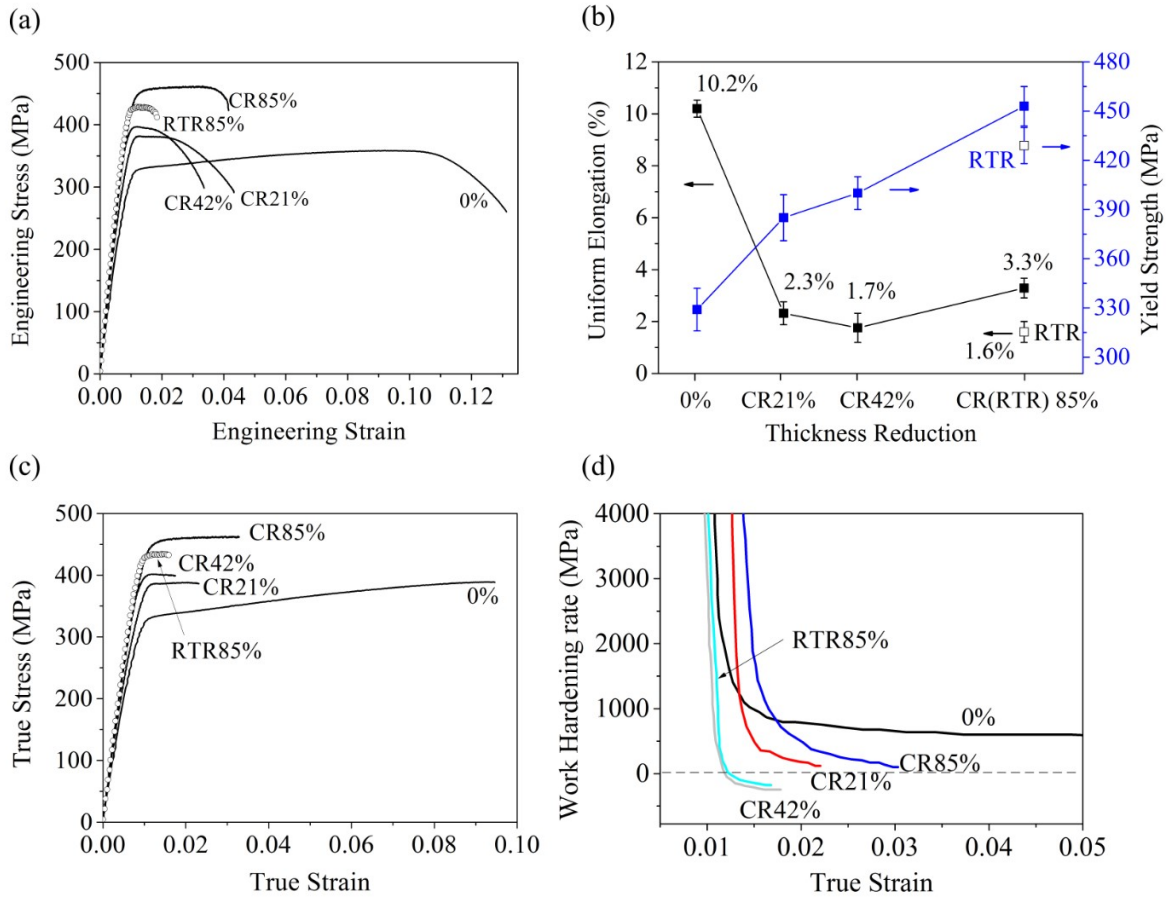 (a)
Engineering Stress (MPa)
500
400
300
200
100
0
CR85%
RTR85%
CR42%
CR21%
0%
0.00 0.02 0.04 0.06 0.08 0.10 0.12
Engineering Strain
(b)
Uniform Elongation (%)
12
10
8
6
4
2
0
10.2%
2.3%
1.7%
3.3%
1.6%
RTR
RTR
480
450
420
390
360
330
300
Yield Strength (MPa)
0% CR21% CR42% CR(RTR) 85%
Thickness Reduction
(c)
True Stress (MPa)
500
400
300
200
100
0
CR85%
CR42%
CR21%
0%
RTR85%
0.00 0.02 0.04 0.06 0.08 0.10
True Strain
(d)
Work Hardening rate (MPa)
4000
3000
2000
1000
0
RTR85%
0%
CR85%
CR21%
CR42%
0.01 0.02 0.03 0.04 0.05
True Strain